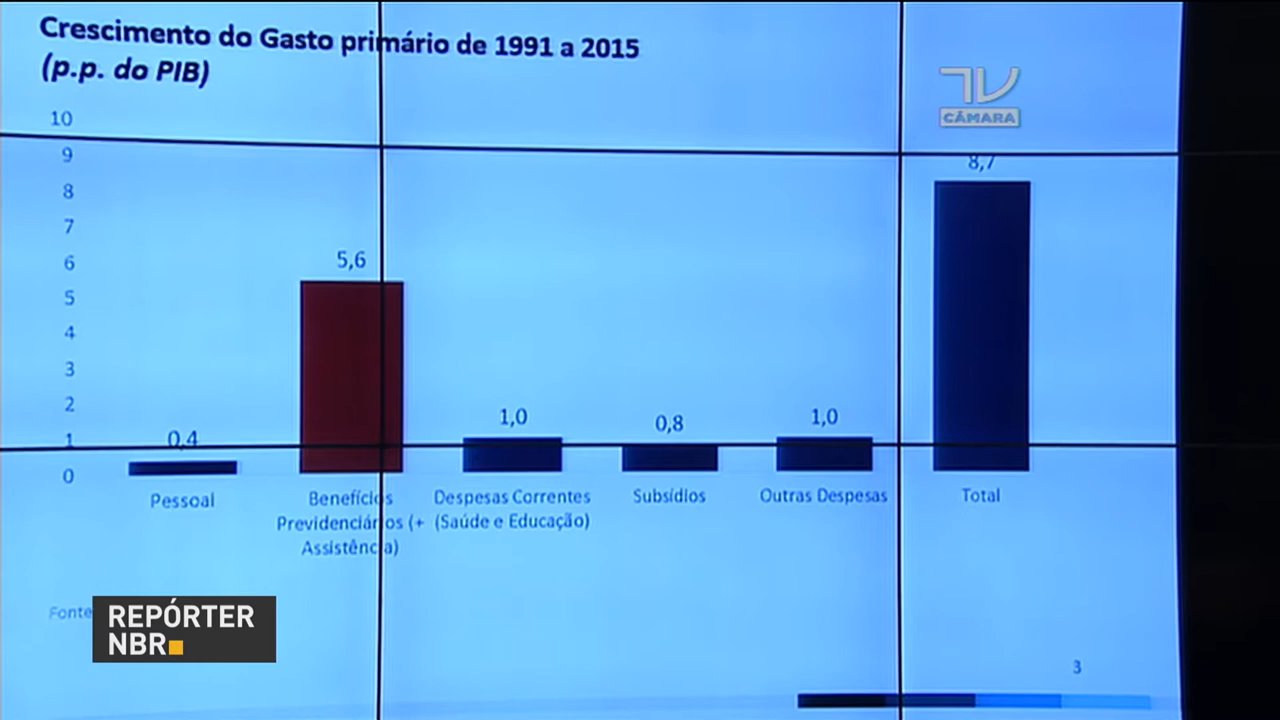 Crescimento do Gasto primário de 1991 a 2015
(p.p. do PIB)
TV
CÂMARA
10
9
8
7
6
5
4
3
2
1
0
0,4
5,6
1,0
0,8
1,0
8,7
Pessoal
Benefícios
Previdenciários (+
Assistência)
Despesas Correntes
(Saúde e Educação)
Subsídios
Outras Despesas
Total
Fonte
REPÓRTER
NBR
3